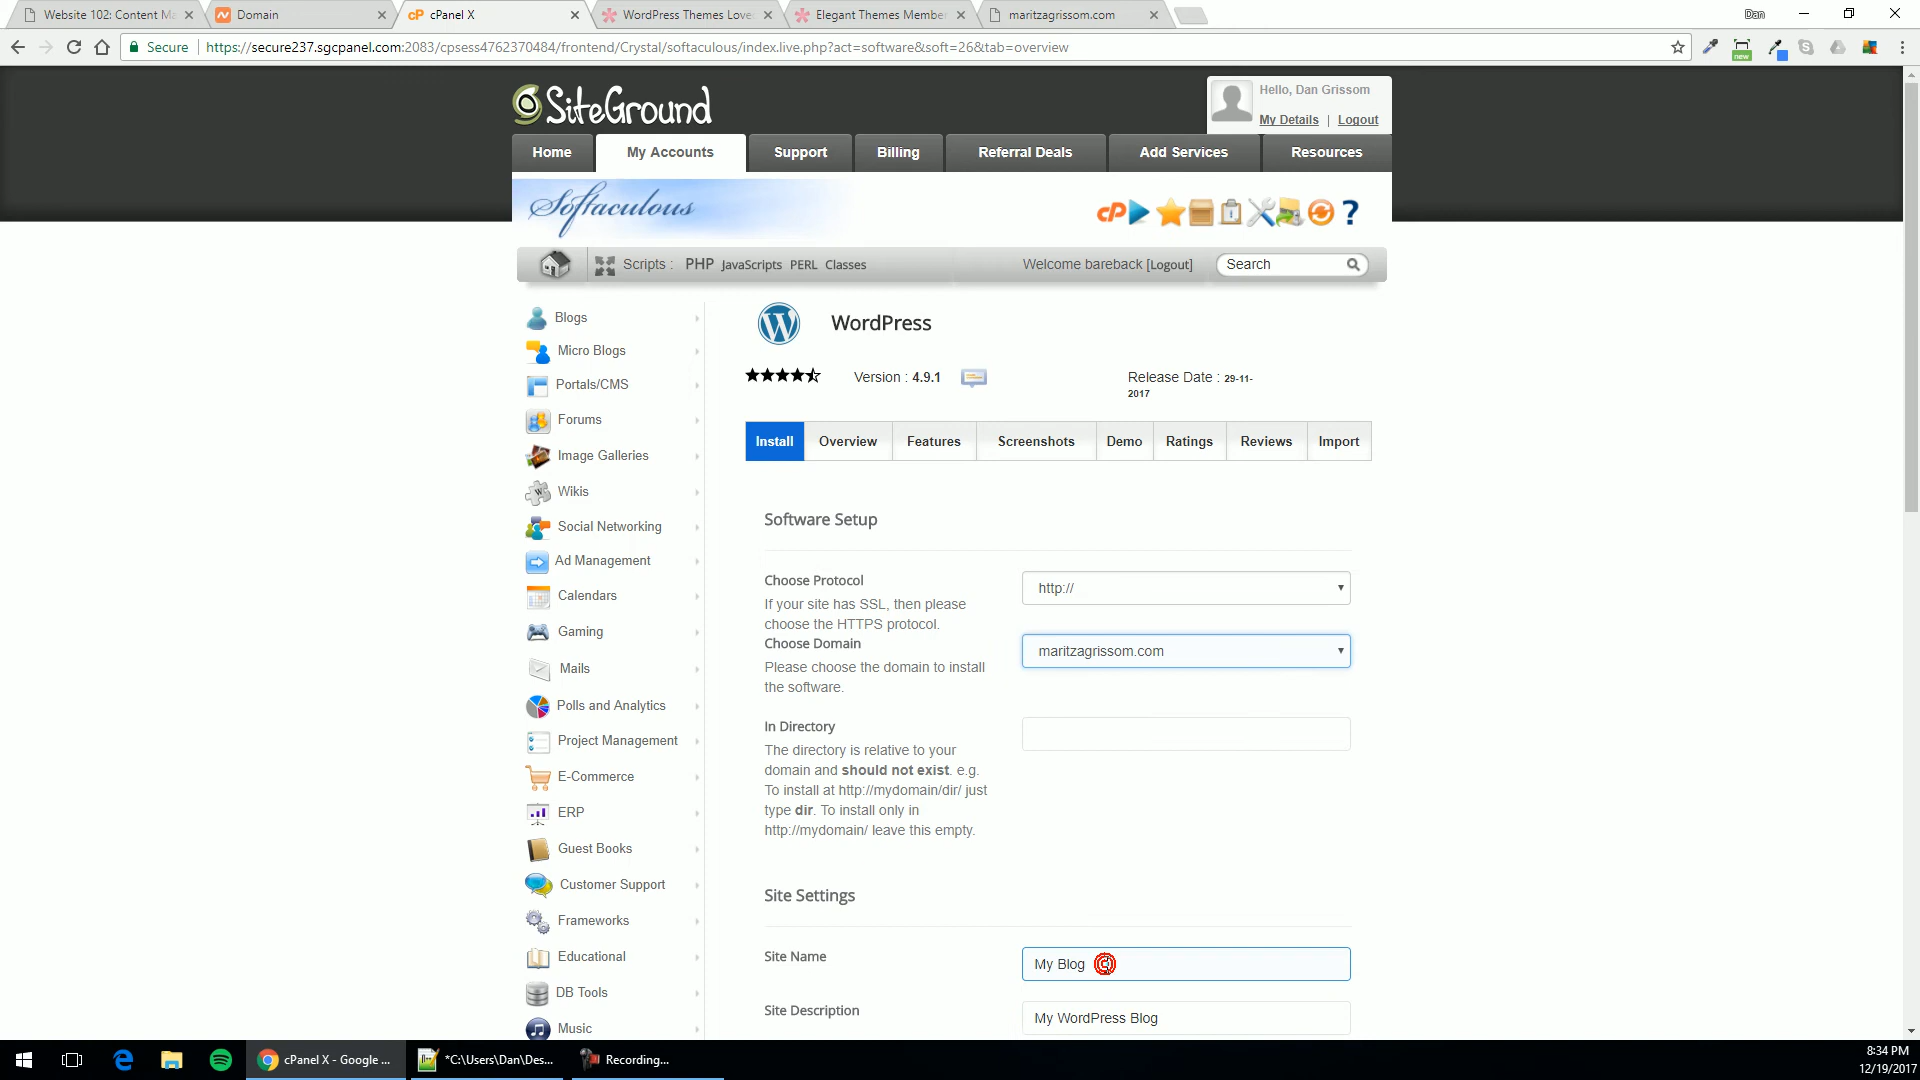 Website 102: Content Ma
Domain
cPanel X
WordPress Themes Love
Elegant Themes Member
maritzagrissom.com
Dan
Secure
https://secure237.sgcpanel.com:2083/cpsess4762370484/frontend/Crystal/softaculous/index.live.php?act=software&soft=26&tab=overview
new
SiteGround
Hello, Dan Grissom
My Details | Logout
Home
My Accounts
Support
Billing
Referral Deals
Add Services
Resources
Softaculous
Scripts : PHP JavaScripts PERL Classes
Welcome bareback [Logout]
Search
Blogs
Micro Blogs
Portals/CMS
Forums
Image Galleries
Wikis
Social Networking
Ad Management
Calendars
Gaming
Mails
Polls and Analytics
Project Management
E-Commerce
ERP
Guest Books
Customer Support
Frameworks
Educational
DB Tools
Music
WordPress
Version : 4.9.1
Release Date : 29-11-
2017
Install
Overview
Features
Screenshots
Demo
Ratings
Reviews
Import
Software Setup
Choose Protocol
If your site has SSL, then please
choose the HTTPS protocol.
http://
Choose Domain
Please choose the domain to install
the software.
maritzagrissom.com
In Directory
The directory is relative to your
domain and should not exist. e.g.
To install at http://mydomain/dir/ just
type dir. To install only in
http://mydomain/ leave this empty.
Site Settings
Site Name
My Blog
Site Description
My WordPress Blog
cPanel X - Google ...
*C:\Users\Dan\Des...
Recording...
8:34 PM
12/19/2017